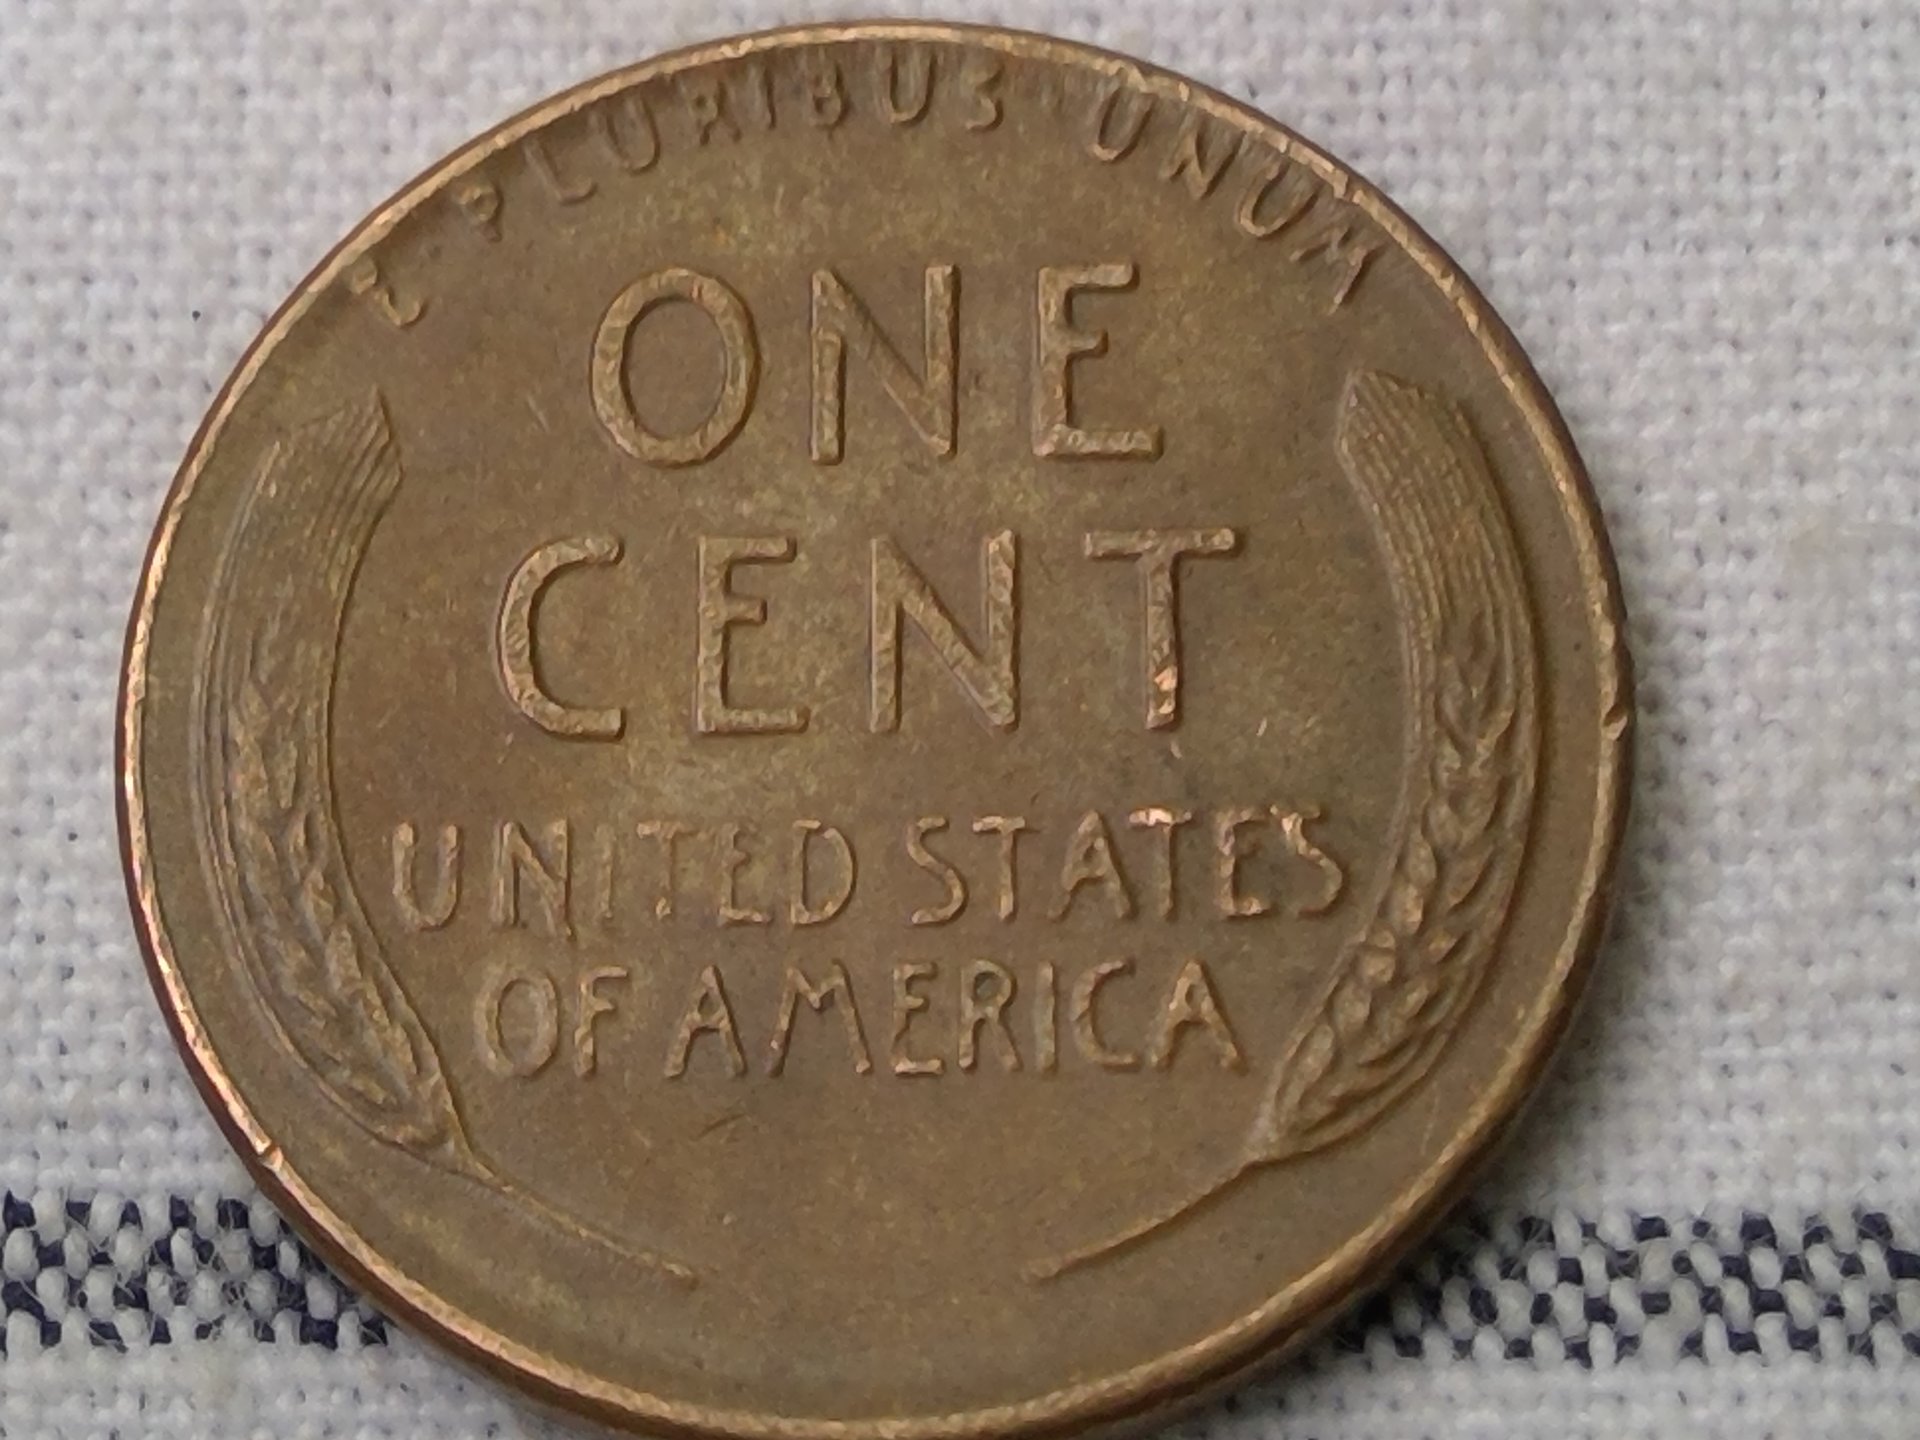 E PLURIBUS UNUM
ONE
CENT
UNITED STATES
OF AMERICA